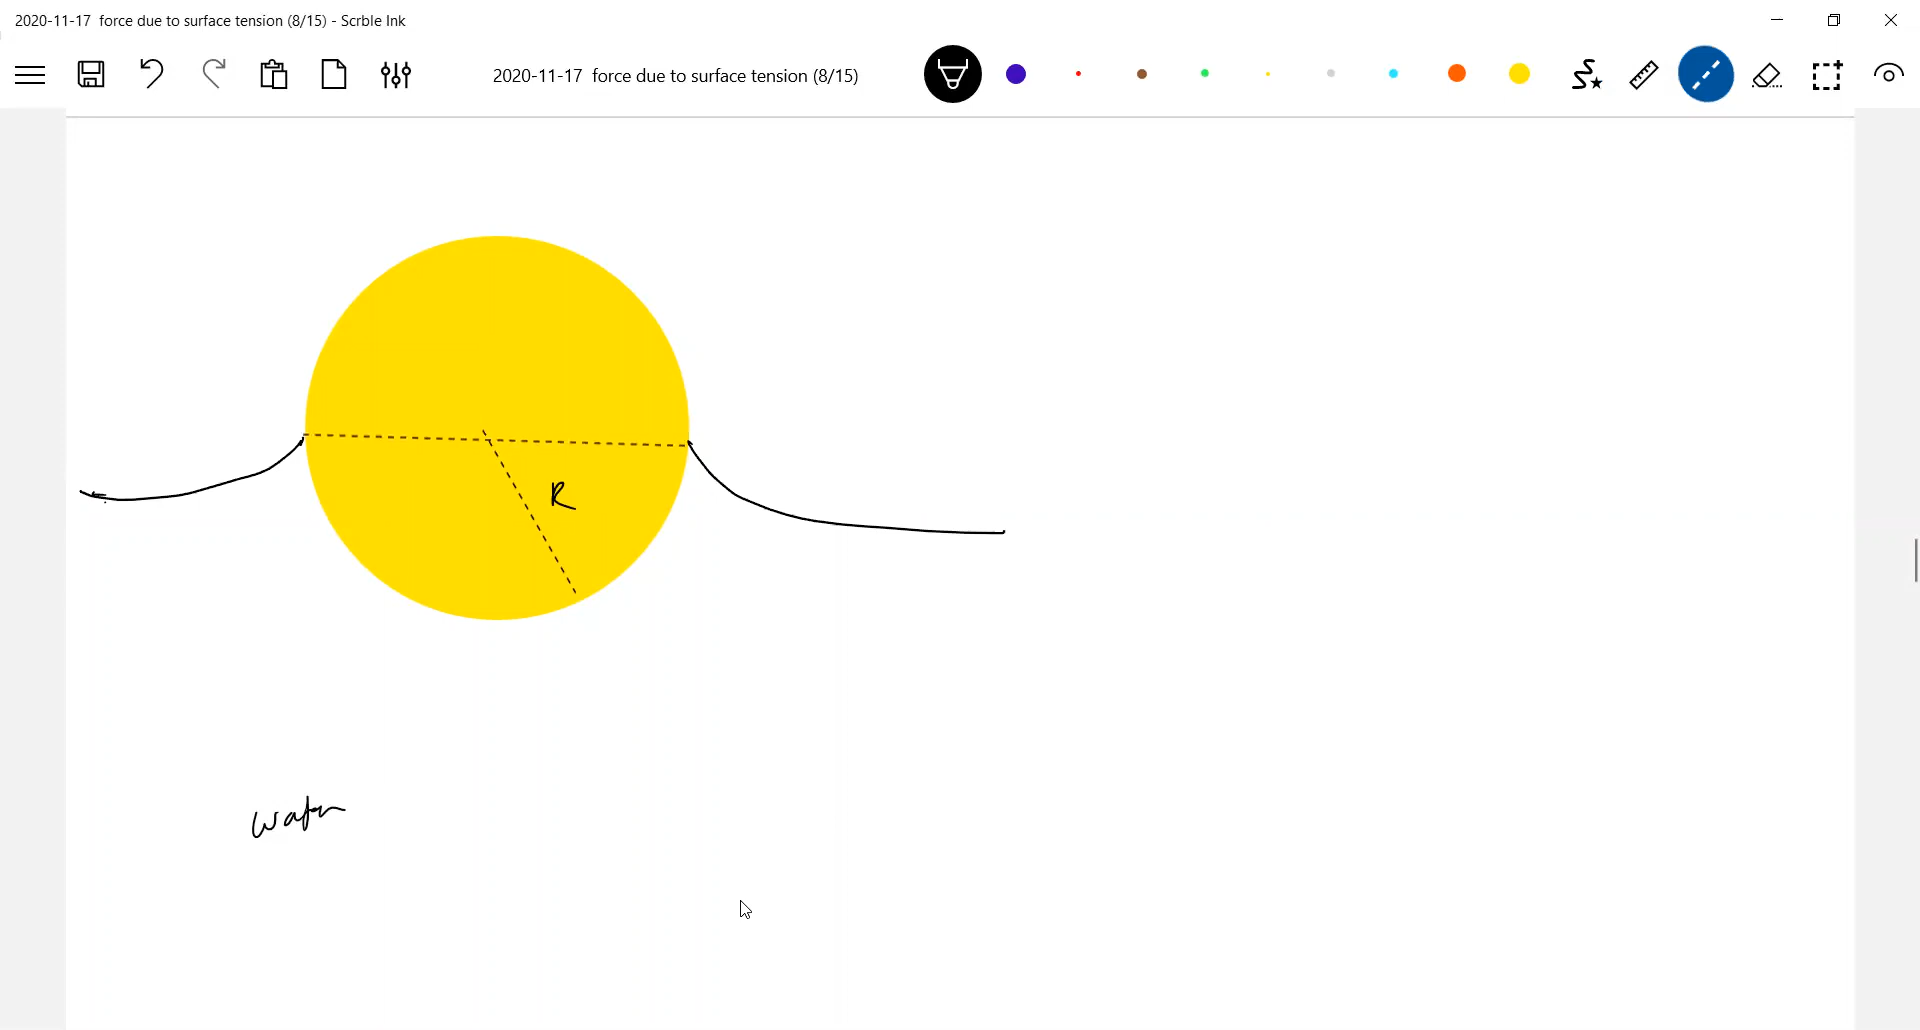 2020-11-17 force due to surface tension (8/15) - Scrble Ink
2020-11-17 force due to surface tension (8/15)
R
water